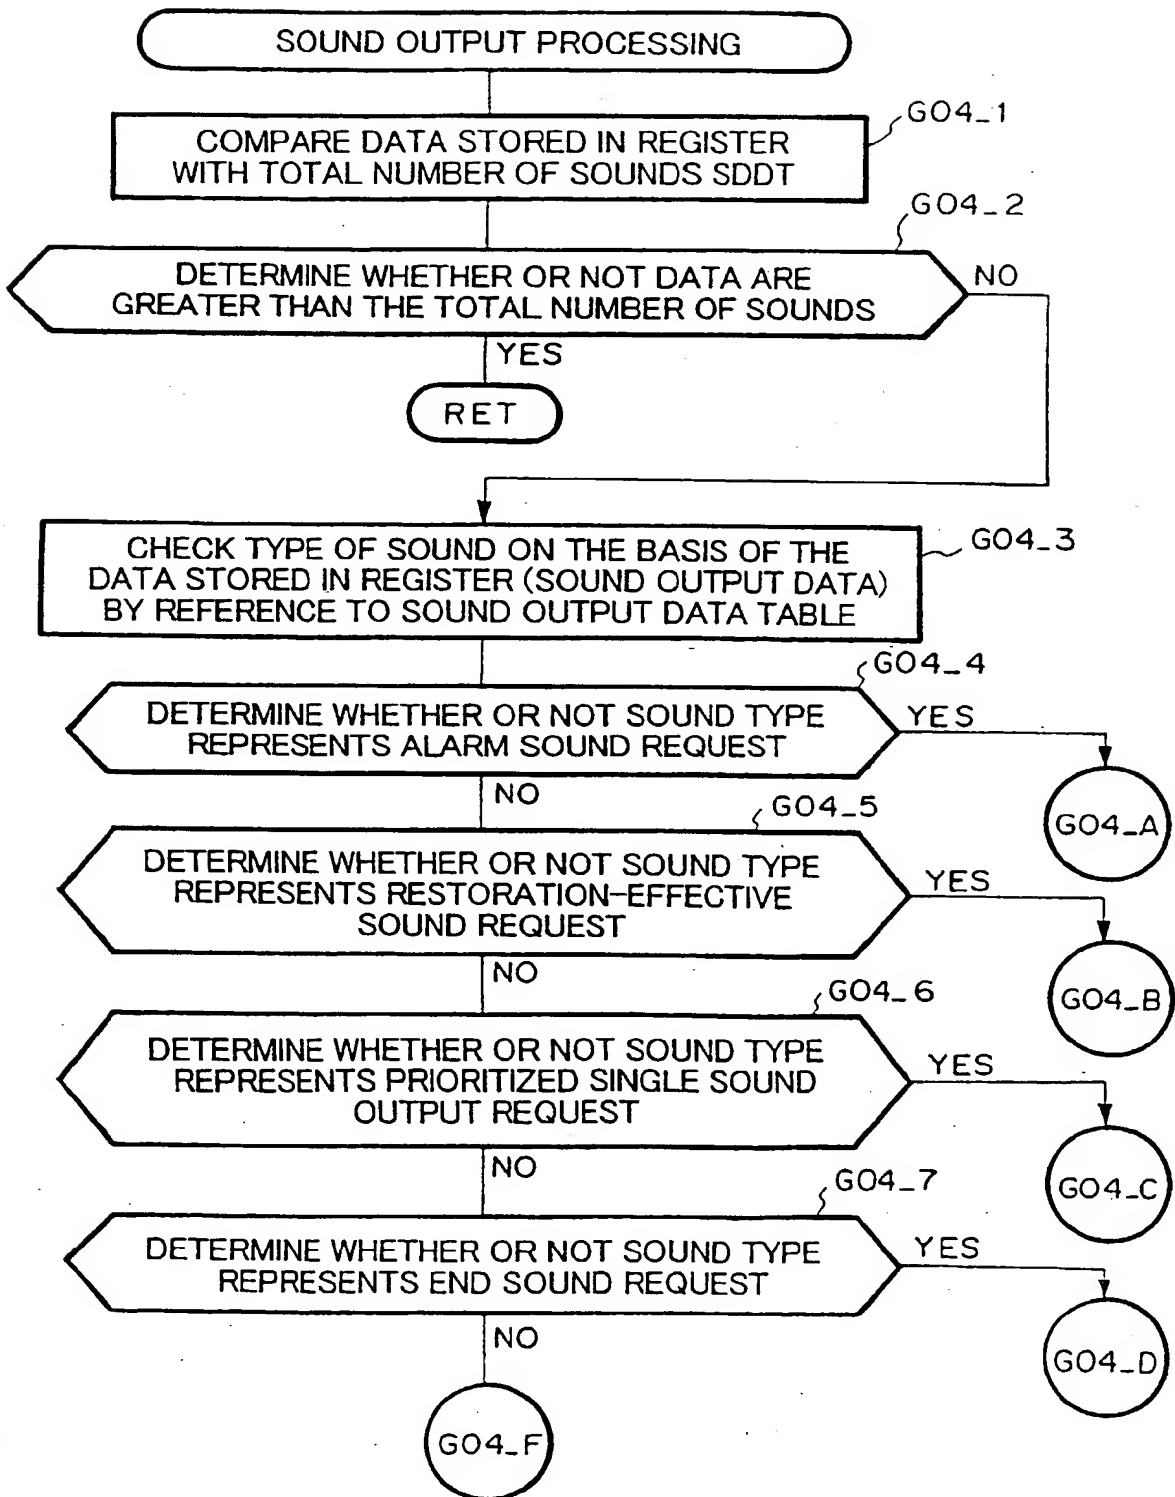 SOUND OUTPUT PROCESSING
G04_1
COMPARE DATA STORED IN REGISTER
WITH TOTAL NUMBER OF SOUNDS SDDT
G04_2
DETERMINE WHETHER OR NOT DATA ARE
GREATER THAN THE TOTAL NUMBER OF SOUNDS
NO
YES
RET
G04_3
CHECK TYPE OF SOUND ON THE BASIS OF THE
DATA STORED IN REGISTER (SOUND OUTPUT DATA)
BY REFERENCE TO SOUND OUTPUT DATA TABLE
G04_4
DETERMINE WHETHER OR NOT SOUND TYPE
REPRESENTS ALARM SOUND REQUEST
YES
NO
G04_A
G04_5
DETERMINE WHETHER OR NOT SOUND TYPE
REPRESENTS RESTORATION-EFFECTIVE
SOUND REQUEST
YES
NO
G04_B
G04_6
DETERMINE WHETHER OR NOT SOUND TYPE
REPRESENTS PRIORITIZED SINGLE SOUND
OUTPUT REQUEST
YES
NO
G04_C
G04_7
DETERMINE WHETHER OR NOT SOUND TYPE
REPRESENTS END SOUND REQUEST
YES
NO
G04_D
G04_F